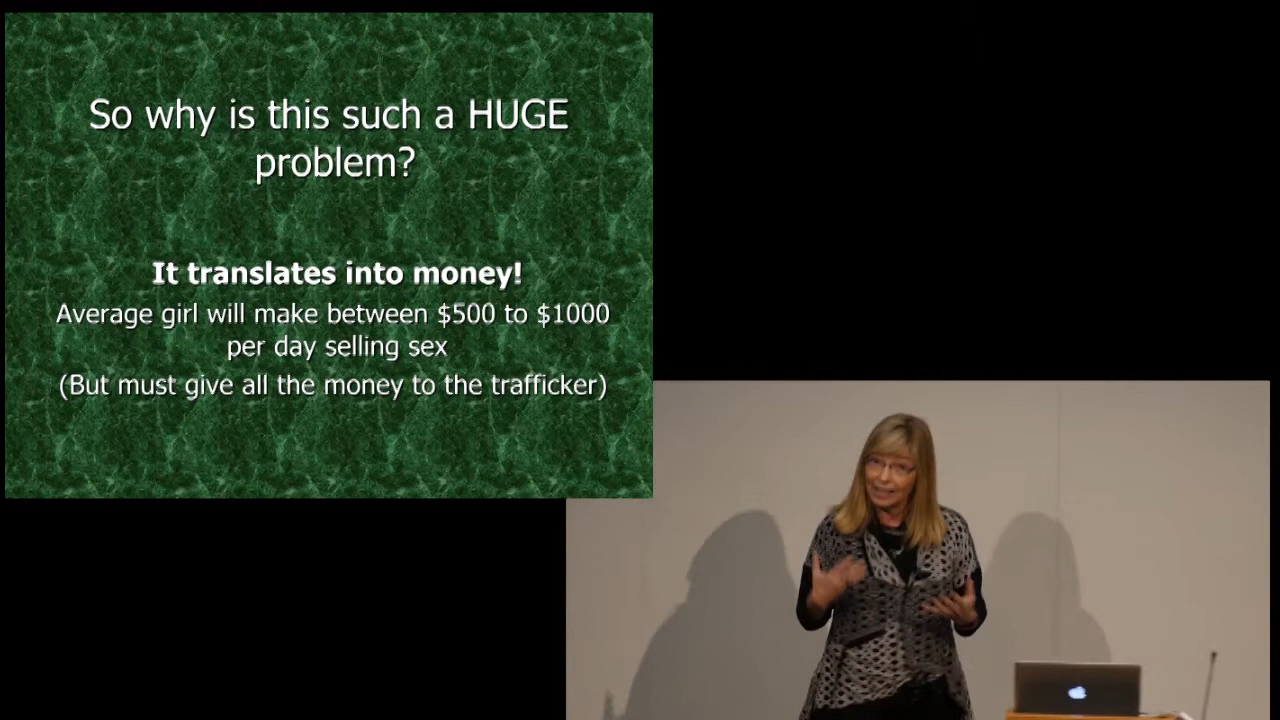 So why is this such a HUGE
problem?
It translates into money!
Average girl will make between $500 to $1000
per day selling sex
(But must give all the money to the trafficker)